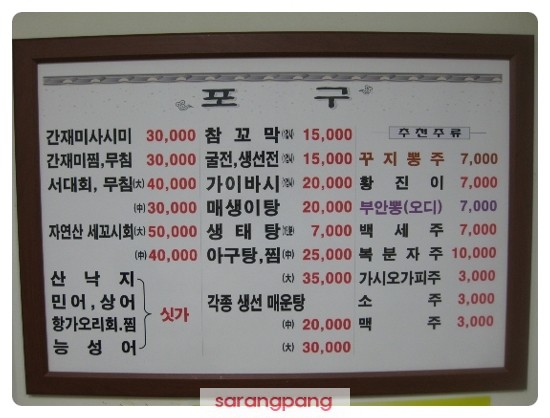 포 구
간재미사시미 30,000
간재미찜,무침 30,000
서대회, 무침(大) 40,000
(中) 30,000
자연산 세꼬시회(大) 50,000
(中) 40,000
산 낙 지
민어, 상어
항가오리회.찜
능 성 어
싯가
참 꼬 막 15,000
굴전,생선전 15,000
가이바시 20,000
매생이탕 20,000
생 태 탕 7,000
아구탕,찜(中) 25,000
(大) 35,000
각종 생선 매운탕
(中) 20,000
(大) 30,000
추천주류
꾸 지 뽕 주 7,000
황 진 이 7,000
부안뽕(오디) 7,000
백 세 주 7,000
복 분 자 주 10,000
가시오가피주 3,000
소 주 3,000
맥 주 3,000
sarangpang